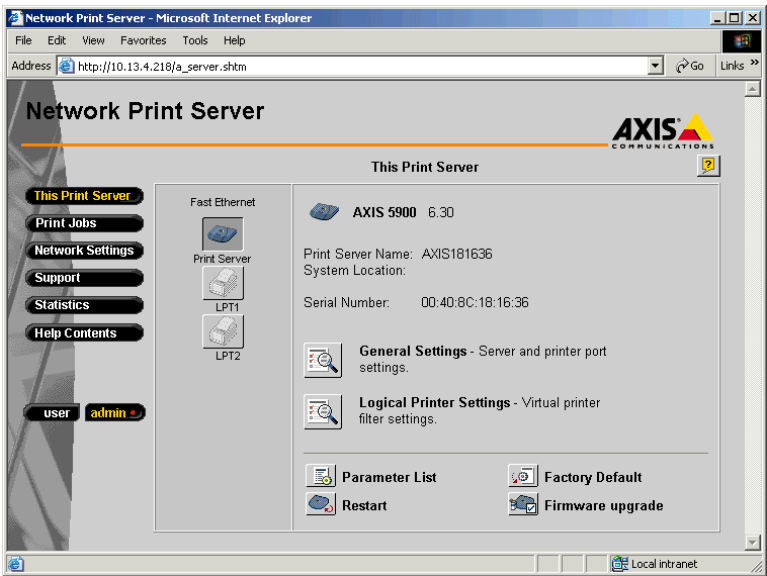 Network Print Server - Microsoft Internet Explorer
File Edit View Favorites Tools Help
Address http://10.13.4.218/a_server.shtm Go Links »
Network Print Server
AXIS
COMMUNICATIONS
This Print Server
?
This Print Server
Print Jobs
Network Settings
Support
Statistics
Help Contents
user admin
Fast Ethernet
Print Server
LPT1
LPT2
AXIS 5900 6.30
Print Server Name: AXIS181636
System Location:
Serial Number: 00:40:8C:18:16:36
General Settings - Server and printer port
settings.
Logical Printer Settings - Virtual printer
filter settings.
Parameter List
Factory Default
Restart
Firmware upgrade
Local intranet